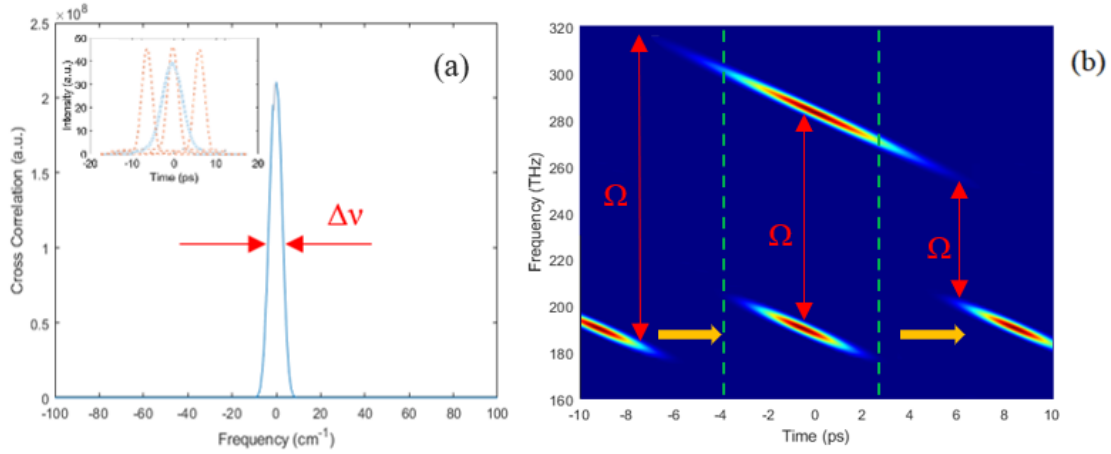 2.5 ×10⁸
2
1.5
1
0.5
0
Cross Correlation (a.u.)
-100 -80 -60 -40 -20 0 20 40 60 80 100
Frequency (cm⁻¹)
(a)
Δν
60
50
40
30
20
10
0
Intensity (a.u.)
-20 -10 0 10 20
Time (ps)
320
300
280
260
240
220
200
180
160
Frequency (THz)
-10 -8 -6 -4 -2 0 2 4 6 8 10
Time (ps)
Ω
Ω
Ω
(b)